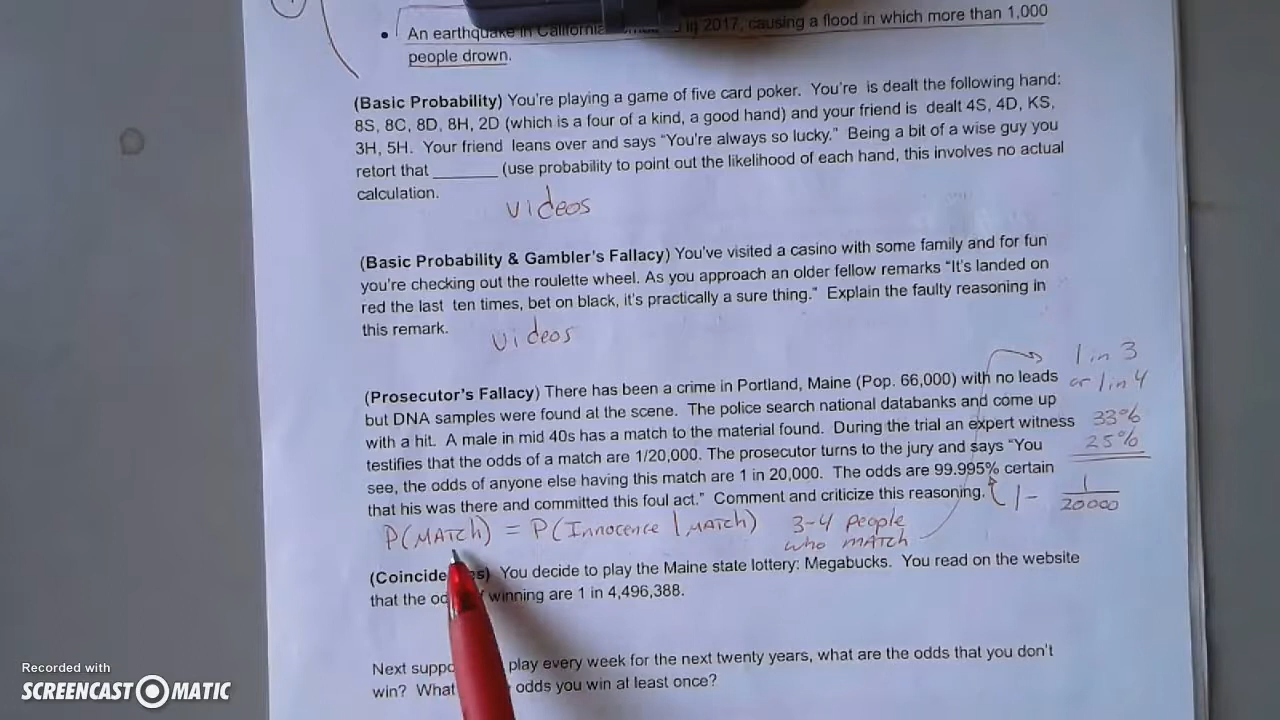 An earthquake in California in 2017, causing a flood in which more than 1,000
people drown.
(Basic Probability) You're playing a game of five card poker. You're is dealt the following hand:
8S, 8C, 8D, 8H, 2D (which is a four of a kind, a good hand) and your friend is dealt 4S, 4D, KS,
3H, 5H. Your friend leans over and says "You're always so lucky." Being a bit of a wise guy you
retort that _______ (use probability to point out the likelihood of each hand, this involves no actual
calculation.
videos
(Basic Probability & Gambler's Fallacy) You've visited a casino with some family and for fun
you're checking out the roulette wheel. As you approach an older fellow remarks "It's landed on
red the last ten times, bet on black, it's practically a sure thing." Explain the faulty reasoning in
this remark.
videos
(Prosecutor's Fallacy) There has been a crime in Portland, Maine (Pop. 66,000) with no leads
but DNA samples were found at the scene. The police search national databanks and come up
with a hit. A male in mid 40s has a match to the material found. During the trial an expert witness
testifies that the odds of a match are 1/20,000. The prosecutor turns to the jury and says "You
see, the odds of anyone else having this match are 1 in 20,000. The odds are 99.995% certain
that his was there and committed this foul act." Comment and criticize this reasoning.
1 in 3
or 1 in 4
33%
25%
1 - 1/20000
P(MATCH) = P(Innocence | MATCH)
3-4 people
who MATCH
(Coincide s) You decide to play the Maine state lottery: Megabucks. You read on the website
that the winning are 1 in 4,496,388.
Next play every week for the next twenty years, what are the odds that you don't
win? What odds you win at least once?
Recorded with
SCREENCAST-O-MATIC